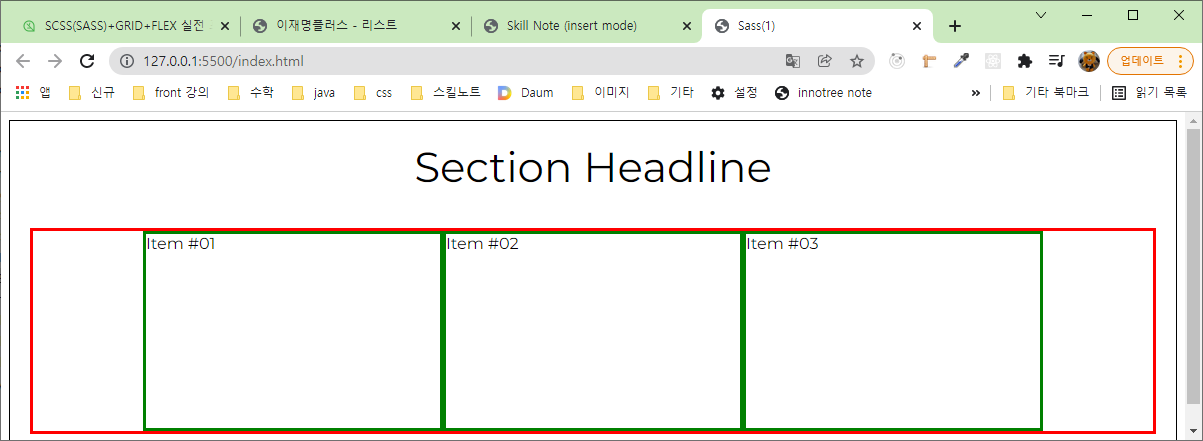 SCSS(SASS)+GRID+FLEX 실전
이재명플러스 - 리스트
Skill Note (insert mode)
Sass(1)
127.0.0.1:5500/index.html
업데이트
앱 신규 front 강의 수학 java css 스킬노트 Daum 이미지 기타 설정 innotree note » 기타 북마크 읽기 목록
Section Headline
Item #01 Item #02 Item #03